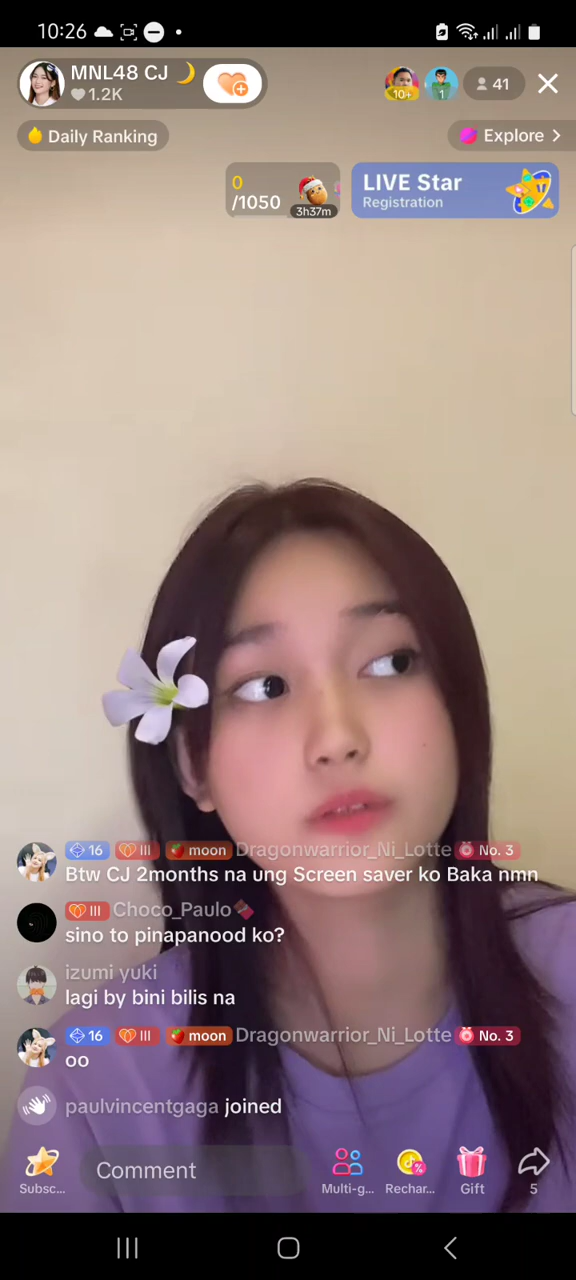 10:26
MNL48 CJ 🌙
1.2K
10+
1
41
Daily Ranking
Explore >
0
/1050
3h37m
LIVE Star
Registration
16 III moon Dragonwarrior_Ni_Lotte No. 3
Btw CJ 2months na ung Screen saver ko Baka nmn
III Choco_Paulo🍫
sino to pinapanood ko?
izumi yuki
lagi by bini bilis na
16 III moon Dragonwarrior_Ni_Lotte No. 3
oo
paulvincentgaga joined
Comment
Subsc... Multi-g... Rechar... Gift 5